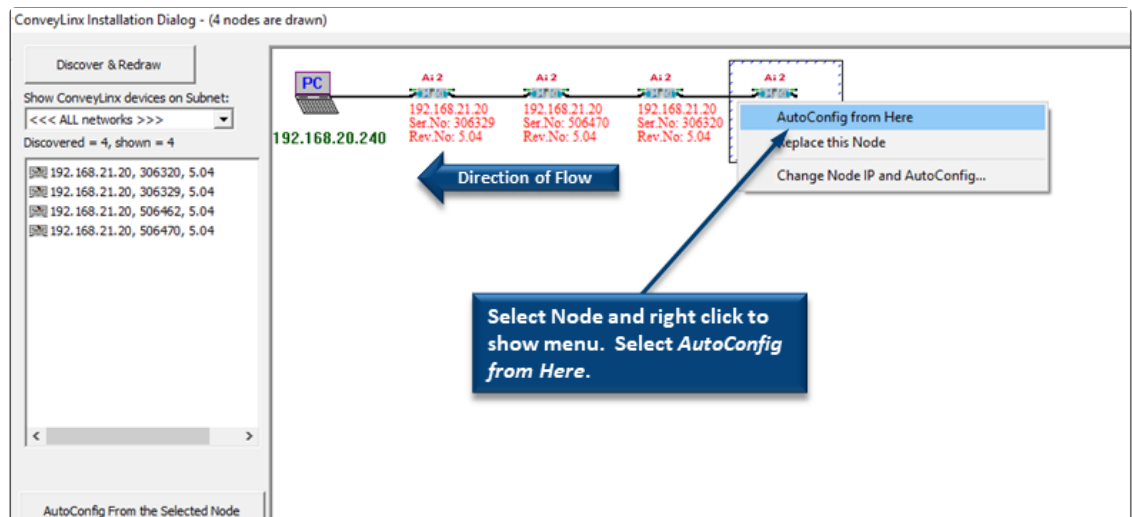 ConveyLinx Installation Dialog - (4 nodes are drawn)
Discover & Redraw
Show ConveyLinx devices on Subnet:
<<< ALL networks >>>
Discovered = 4, shown = 4
192.168.21.20, 306320, 5.04
192.168.21.20, 306329, 5.04
192.168.21.20, 506462, 5.04
192.168.21.20, 506470, 5.04
AutoConfig From the Selected Node
PC
192.168.20.240
Ai 2
192.168.21.20
Ser.No: 306329
Rev.No: 5.04
Ai 2
192.168.21.20
Ser.No: 506470
Rev.No: 5.04
Ai 2
192.168.21.20
Ser.No: 306320
Rev.No: 5.04
Ai 2
AutoConfig from Here
Replace this Node
Change Node IP and AutoConfig...
Direction of Flow
Select Node and right click to
show menu. Select AutoConfig
from Here.